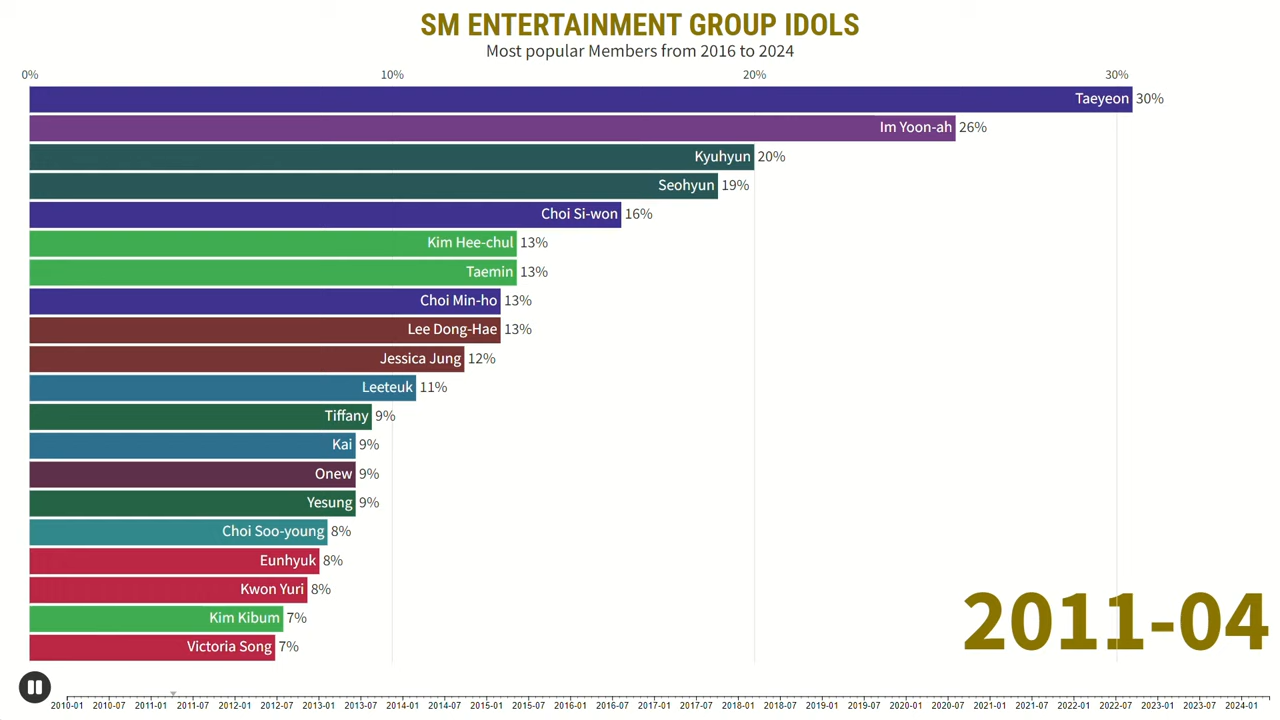 SM ENTERTAINMENT GROUP IDOLS
Most popular Members from 2016 to 2024
0% 10% 20% 30%
Taeyeon 30%
Im Yoon-ah 26%
Kyuhyun 20%
Seohyun 19%
Choi Si-won 16%
Kim Hee-chul 13%
Taemin 13%
Choi Min-ho 13%
Lee Dong-Hae 13%
Jessica Jung 12%
Leeteuk 11%
Tiffany 9%
Kai 9%
Onew 9%
Yesung 9%
Choi Soo-young 8%
Eunhyuk 8%
Kwon Yuri 8%
Kim Kibum 7%
Victoria Song 7%
2011-04
2010-01 2010-07 2011-01 2011-07 2012-01 2012-07 2013-01 2013-07 2014-01 2014-07 2015-01 2015-07 2016-01 2016-07 2017-01 2017-07 2018-01 2018-07 2019-01 2019-07 2020-01 2020-07 2021-01 2021-07 2022-01 2022-07 2023-01 2023-07 2024-01